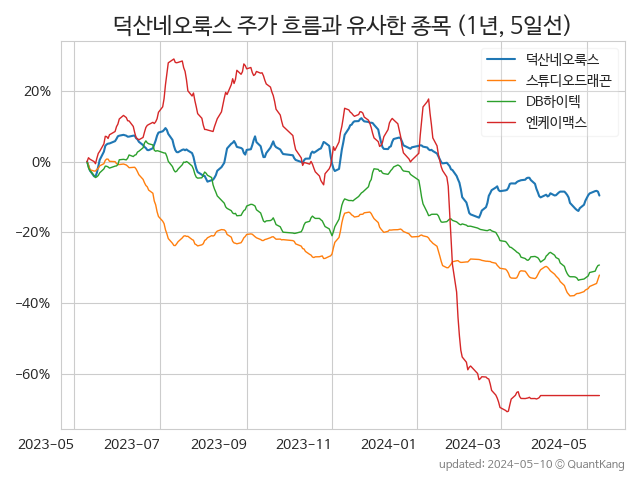 덕산네오룩스 주가 흐름과 유사한 종목 (1년, 5일선)
덕산네오룩스
스튜디오드래곤
DB하이텍
엔케이맥스
20%
0%
−20%
−40%
−60%
2023-05
2023-07
2023-09
2023-11
2024-01
2024-03
2024-05
updated: 2024-05-10 © QuantKang